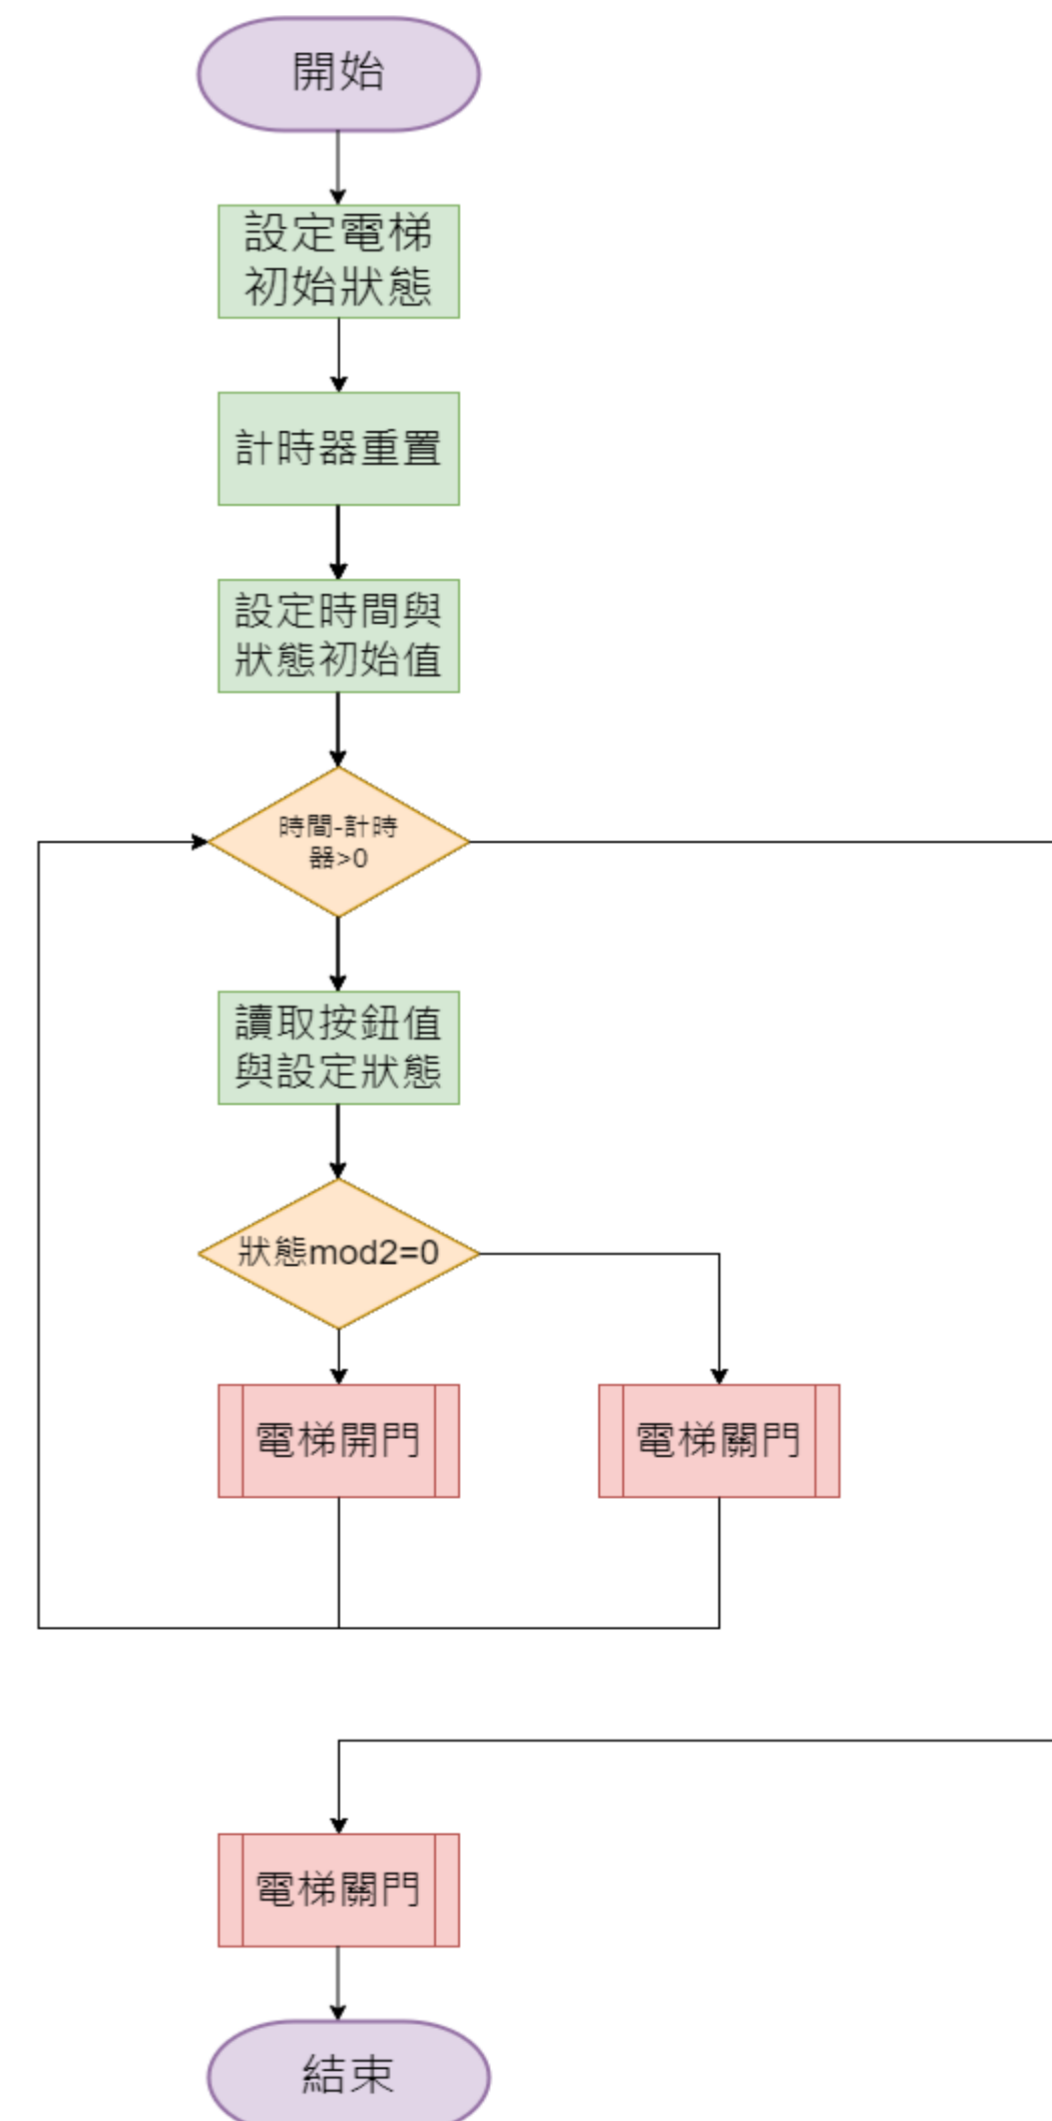 開始
設定電梯
初始狀態
計時器重置
設定時間與
狀態初始值
時間-計時
器>0
讀取按鈕值
與設定狀態
狀態mod2=0
電梯開門
電梯關門
電梯關門
結束